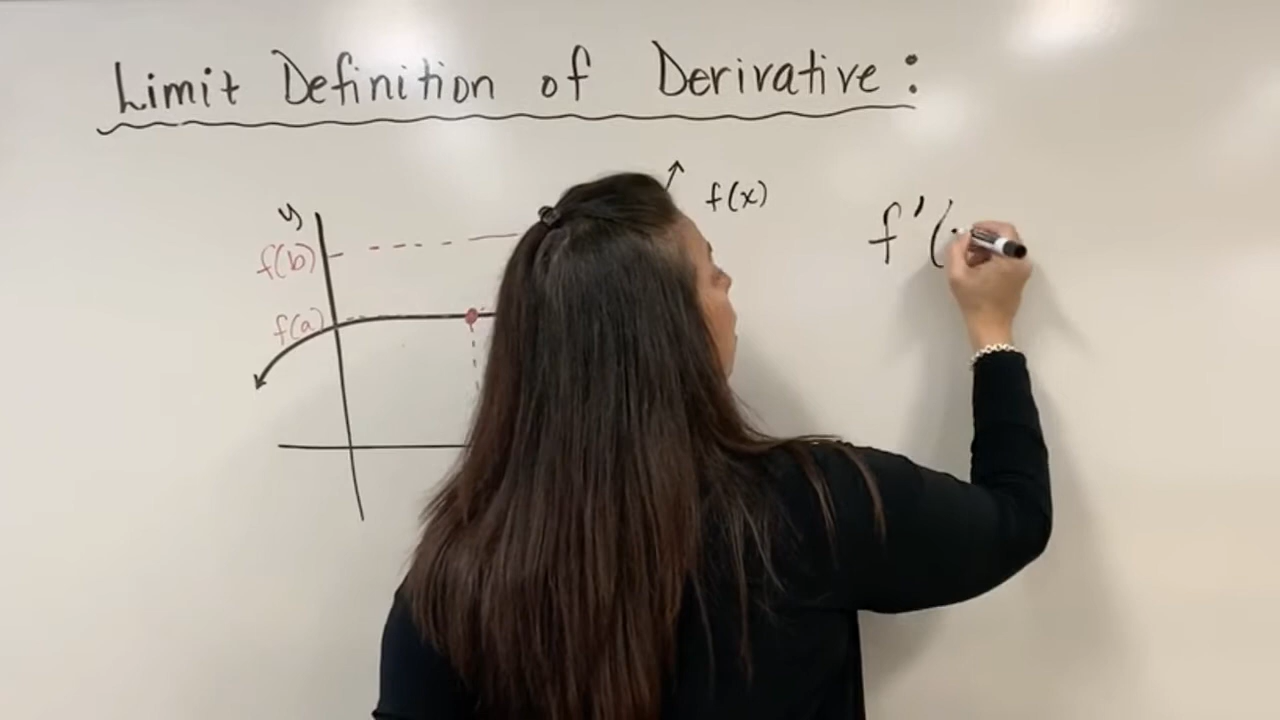 Limit Definition of Derivative:
f(x)
f'(
y
f(b)
f(a)